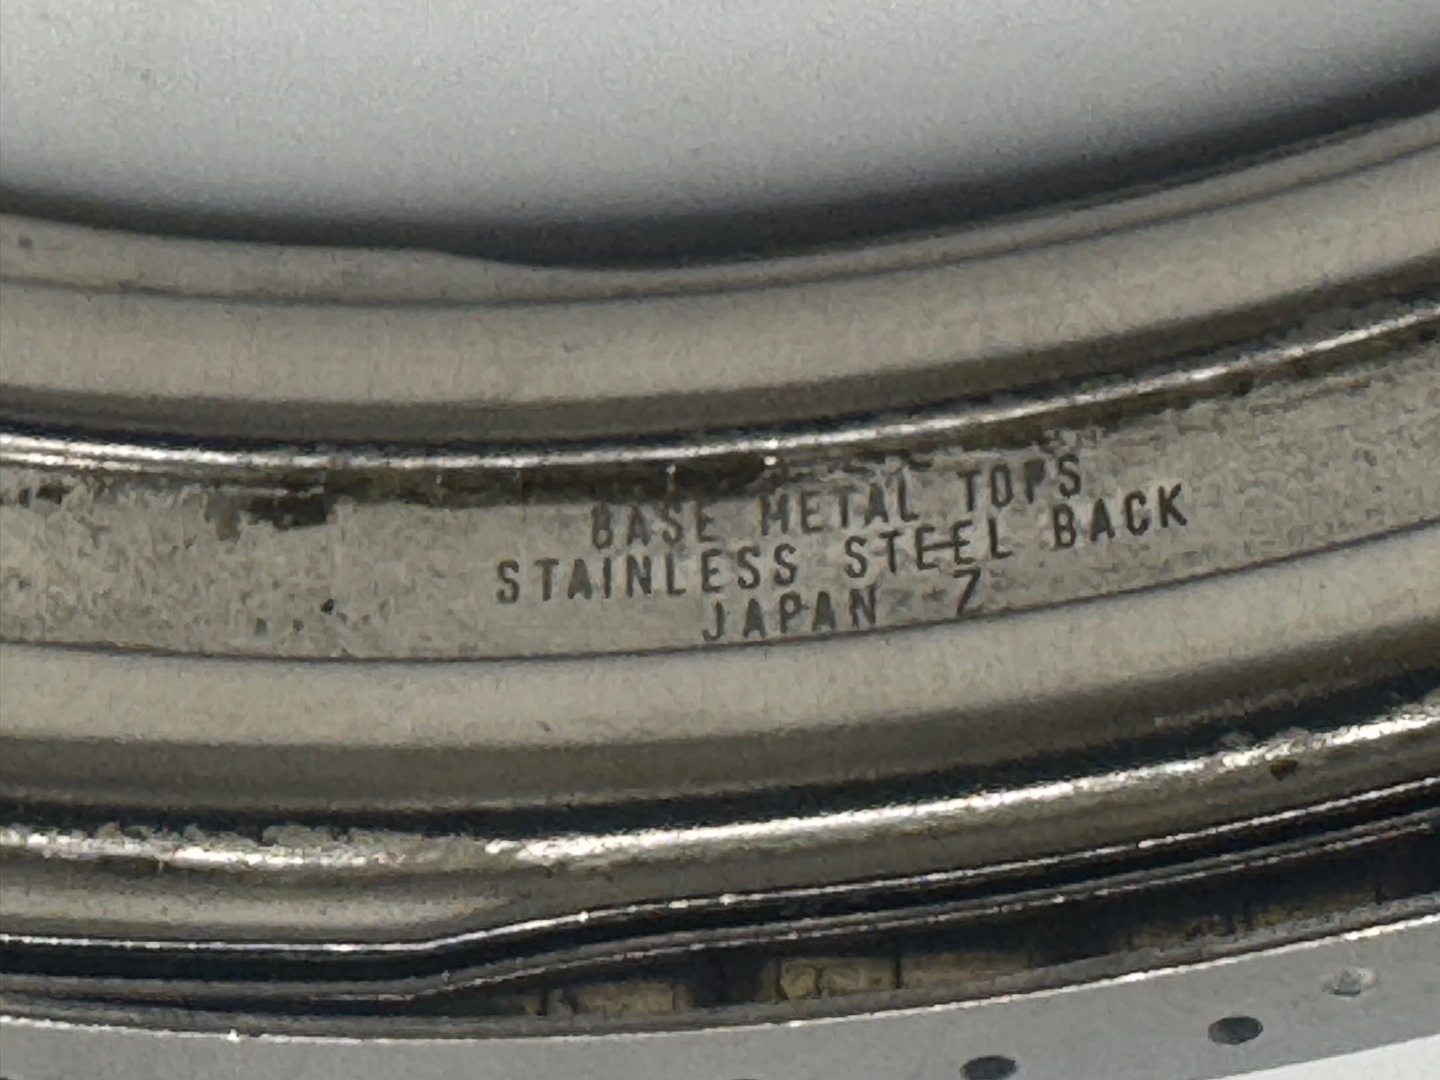 BASE METAL TOPS
STAINLESS STEEL BACK
JAPAN Z